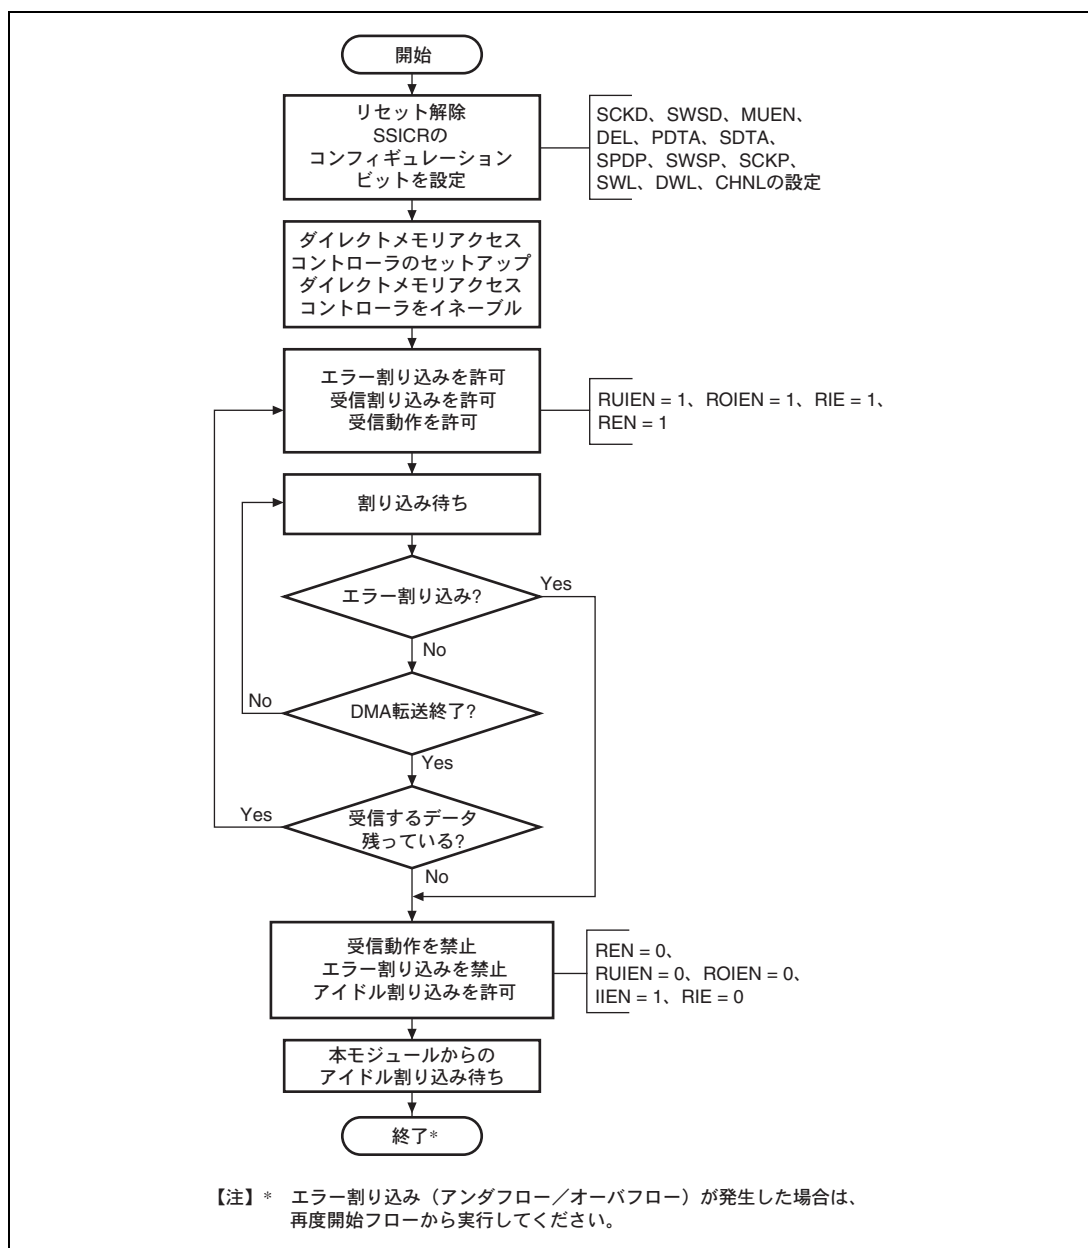 開始
リセット解除
SSICRの
コンフィギュレーション
ビットを設定
SCKD、SWSD、MUEN、
DEL、PDTA、SDTA、
SPDP、SWSP、SCKP、
SWL、DWL、CHNLの設定
ダイレクトメモリアクセス
コントローラのセットアップ
ダイレクトメモリアクセス
コントローラをイネーブル
エラー割り込みを許可
受信割り込みを許可
受信動作を許可
RUIEN = 1、ROIEN = 1、RIE = 1、
REN = 1
割り込み待ち
エラー割り込み?
Yes
No
DMA転送終了?
No
Yes
受信するデータ
残っている?
Yes
No
受信動作を禁止
エラー割り込みを禁止
アイドル割り込みを許可
REN = 0、
RUIEN = 0、ROIEN = 0、
IIEN = 1、RIE = 0
本モジュールからの
アイドル割り込み待ち
終了*
【注】* エラー割り込み（アンダフロー／オーバフロー）が発生した場合は、
再度開始フローから実行してください。